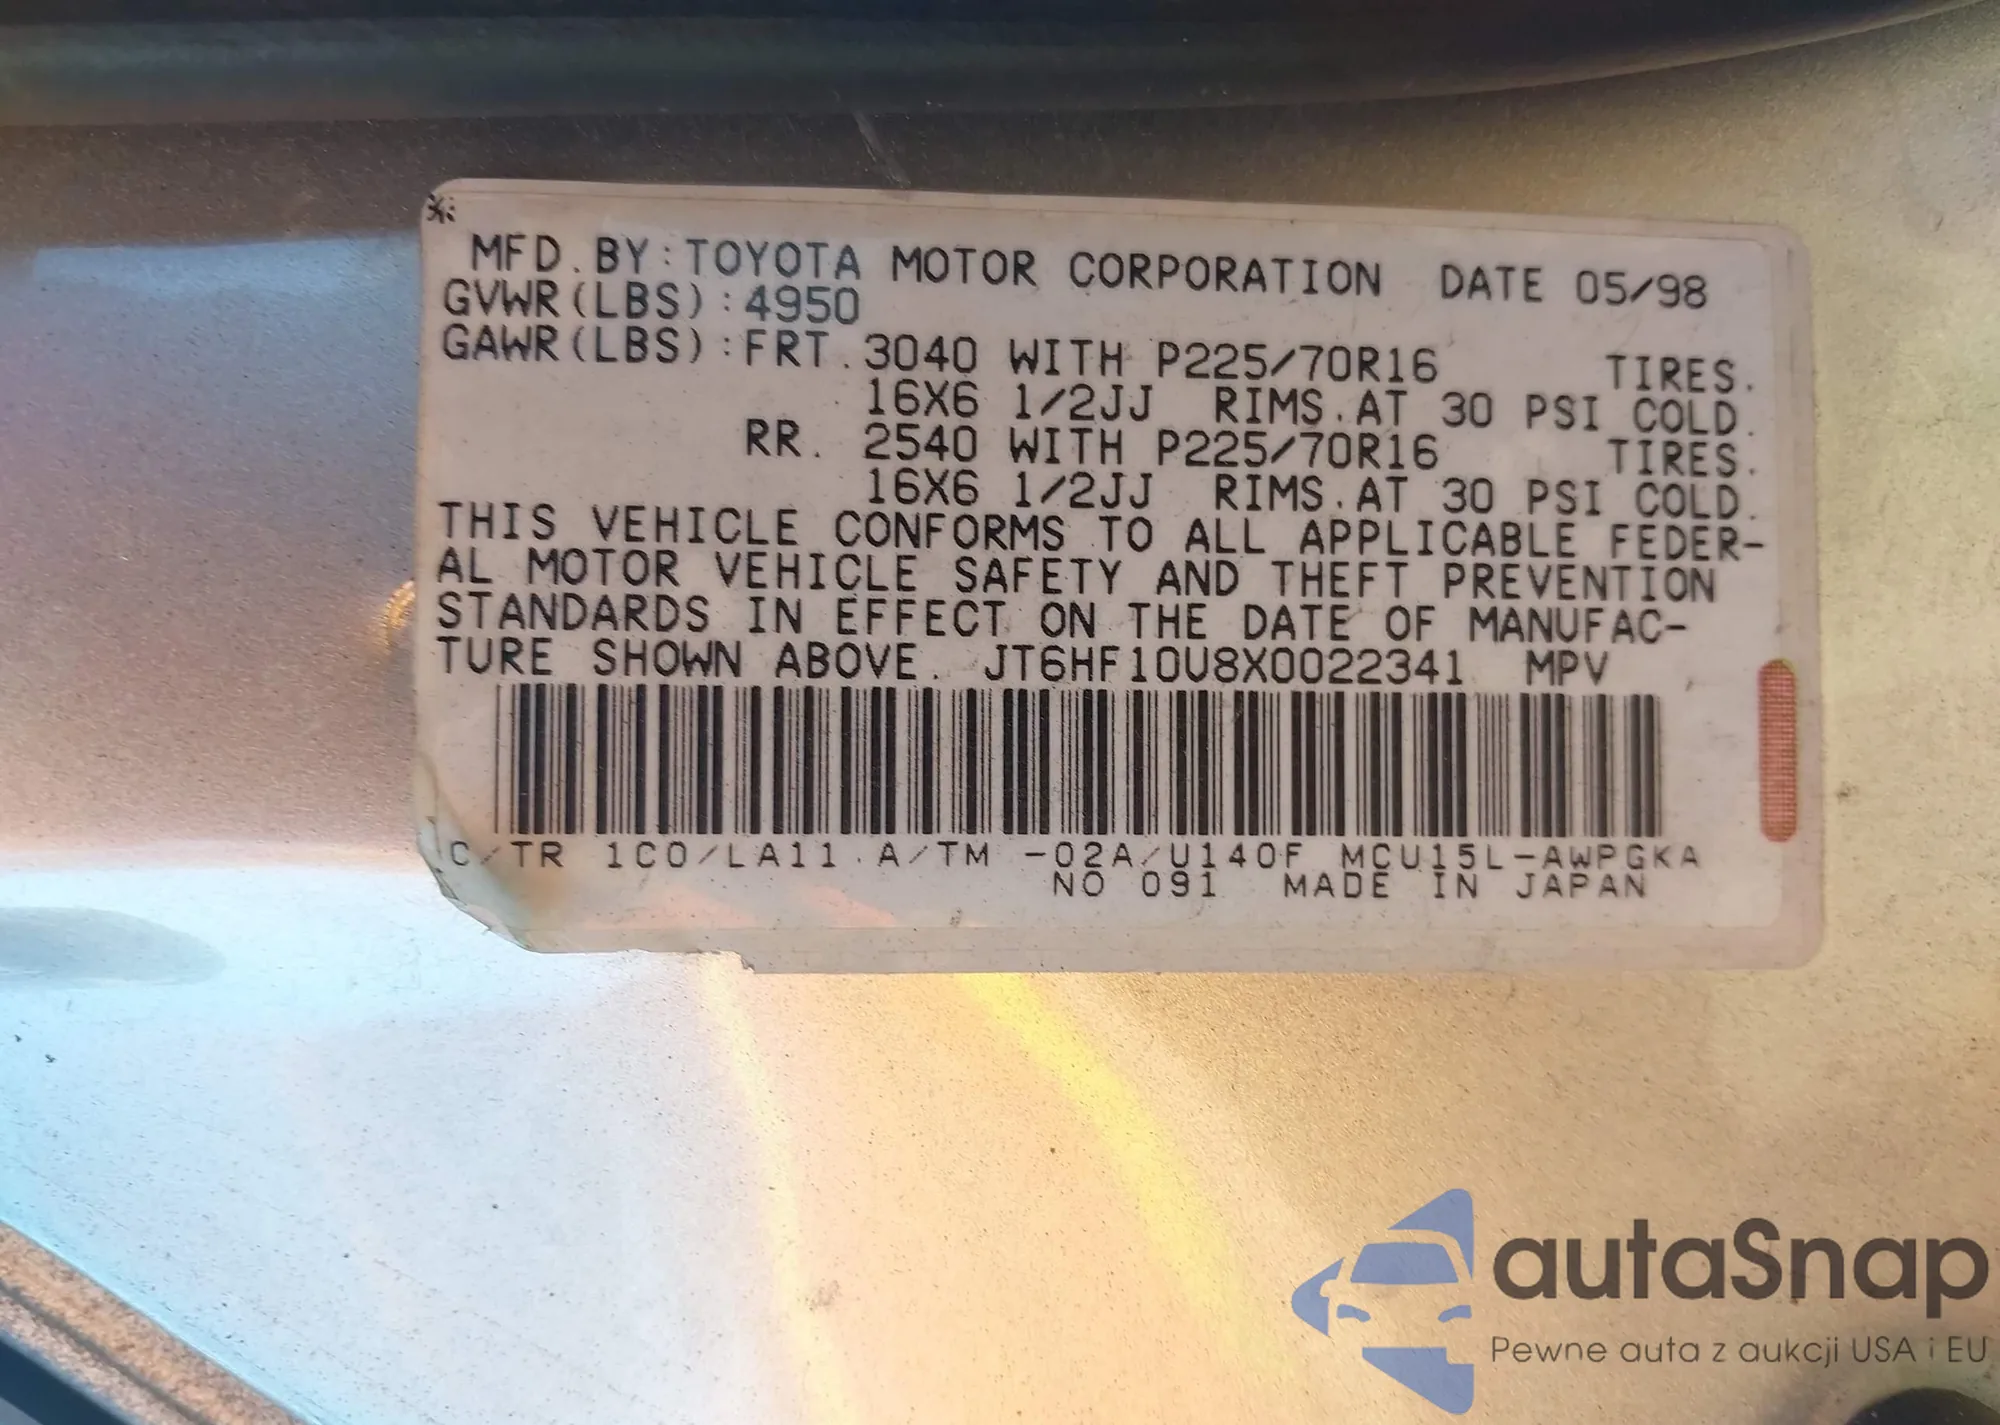 MFD.BY:TOYOTA MOTOR CORPORATION DATE 05/98
GVWR(LBS):4950
GAWR(LBS):FRT.3040 WITH P225/70R16 TIRES.
16X6 1/2JJ RIMS.AT 30 PSI COLD.
RR. 2540 WITH P225/70R16 TIRES.
16X6 1/2JJ RIMS.AT 30 PSI COLD.
THIS VEHICLE CONFORMS TO ALL APPLICABLE FEDER-
AL MOTOR VEHICLE SAFETY AND THEFT PREVENTION
STANDARDS IN EFFECT ON THE DATE OF MANUFAC-
TURE SHOWN ABOVE. JT6HF10U8X0022341 MPV
C/TR 1C0/LA11.A/TM -02A/U140F MCU15L-AWPGKA
NO 091 MADE IN JAPAN
autaSnap
Pewne auta z aukcji USA i EU